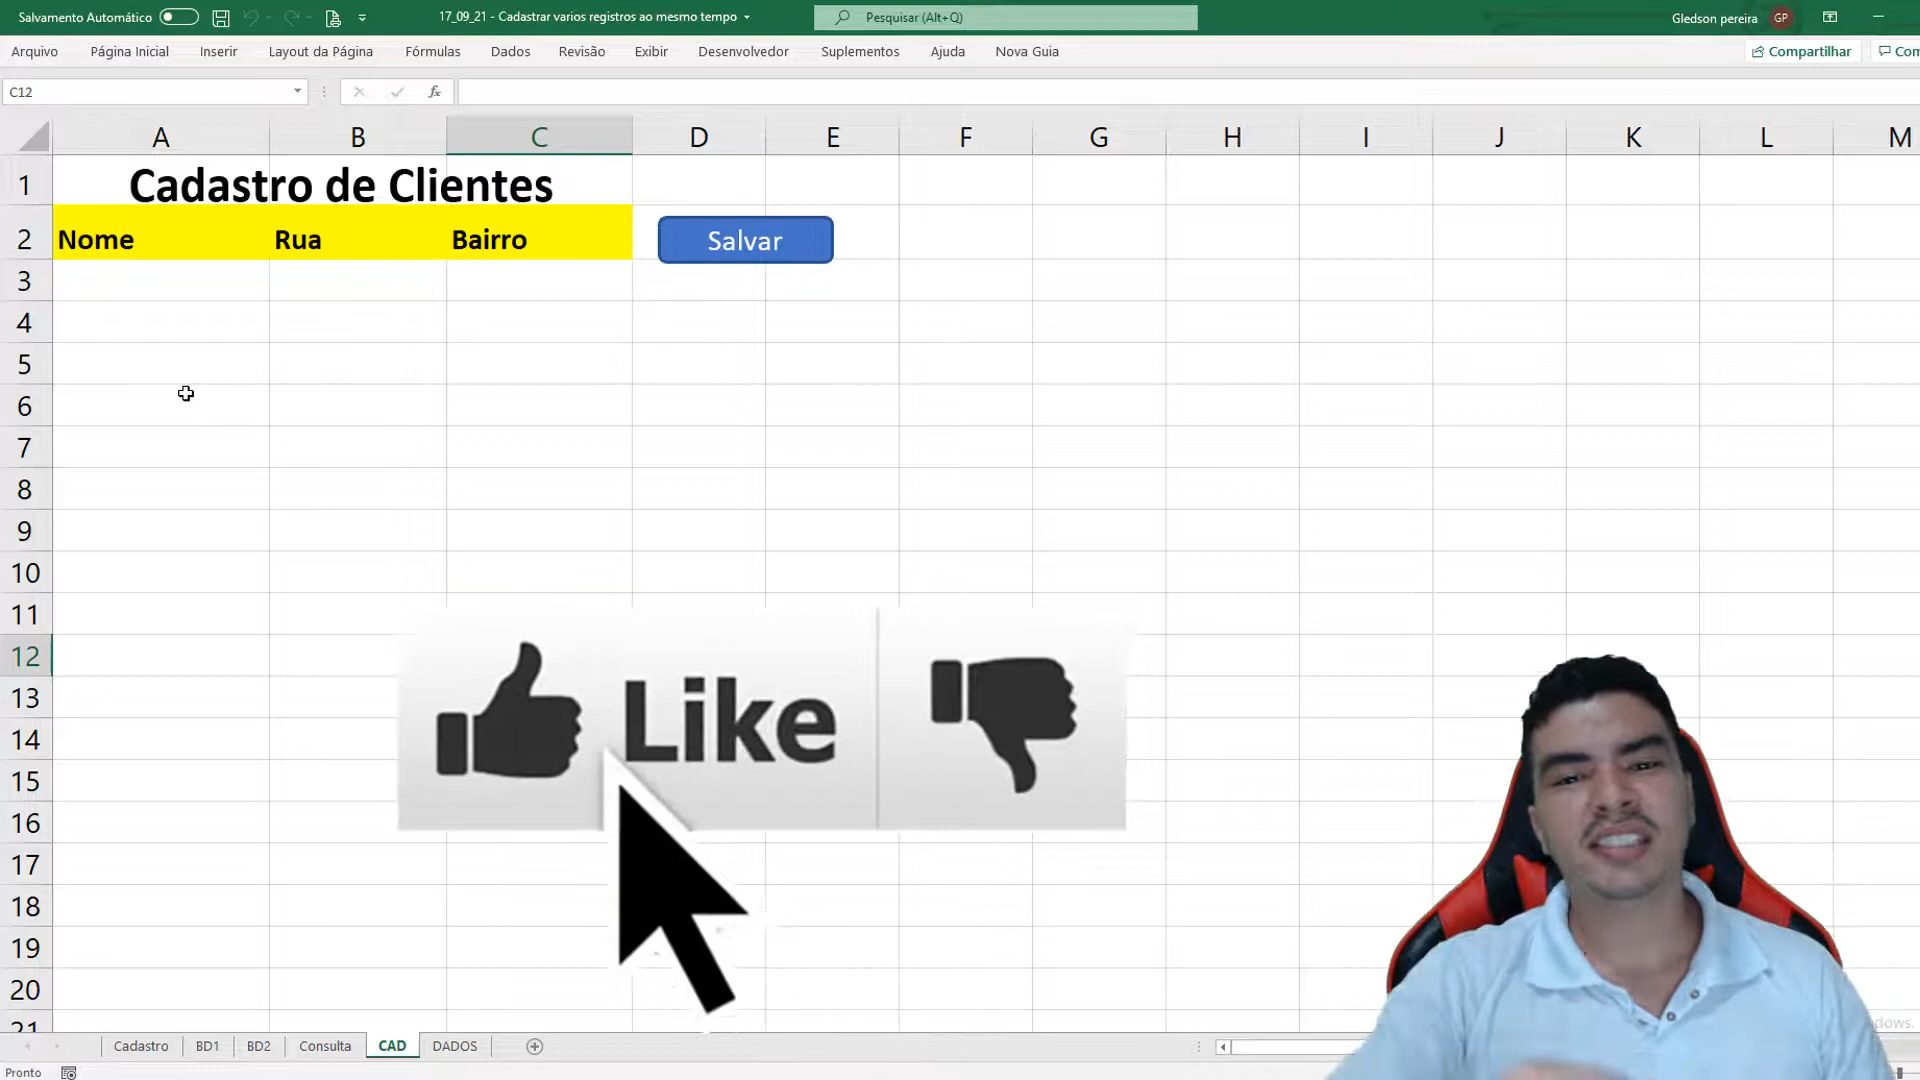 Salvamento Automático
17_09_21 - Cadastrar varios registros ao mesmo tempo
Pesquisar (Alt+Q)
Gledson pereira
GP
Arquivo Página Inicial Inserir Layout da Página Fórmulas Dados Revisão Exibir Desenvolvedor Suplementos Ajuda Nova Guia
Compartilhar
Com
C12
fx
A B C D E F G H I J K L M
1 Cadastro de Clientes
2 Nome Rua Bairro Salvar
3
4
5
6
7
8
9
10
11
12
13
14
Like
15
16
17
18
19
20
21
dows.
Cadastro BD1 BD2 Consulta CAD DADOS
Pronto